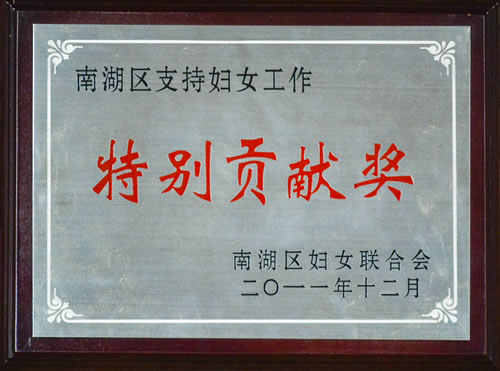 南湖区支持妇女工作
特别贡献奖
南湖区妇女联合会
二〇一一年十二月